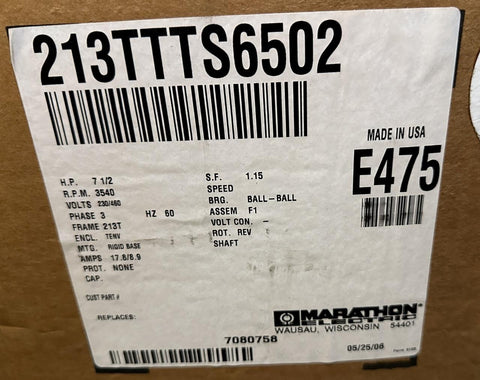 213TTTS6502
MADE IN USA
E475
H.P. 7 1/2
R.P.M. 3540
VOLTS 230/460
PHASE 3 HZ 60
FRAME 213T
ENCL. TENV
MTG. RIGID BASE
AMPS 17.8/8.9
PROT. NONE
CAP.
S.F. 1.15
SPEED
BRG. BALL-BALL
ASSEM F1
VOLT CON. -
ROT. REV
SHAFT
CUST PART #
REPLACES:
MARATHON
ELECTRIC
WAUSAU, WISCONSIN 54401
7080758
05/25/06